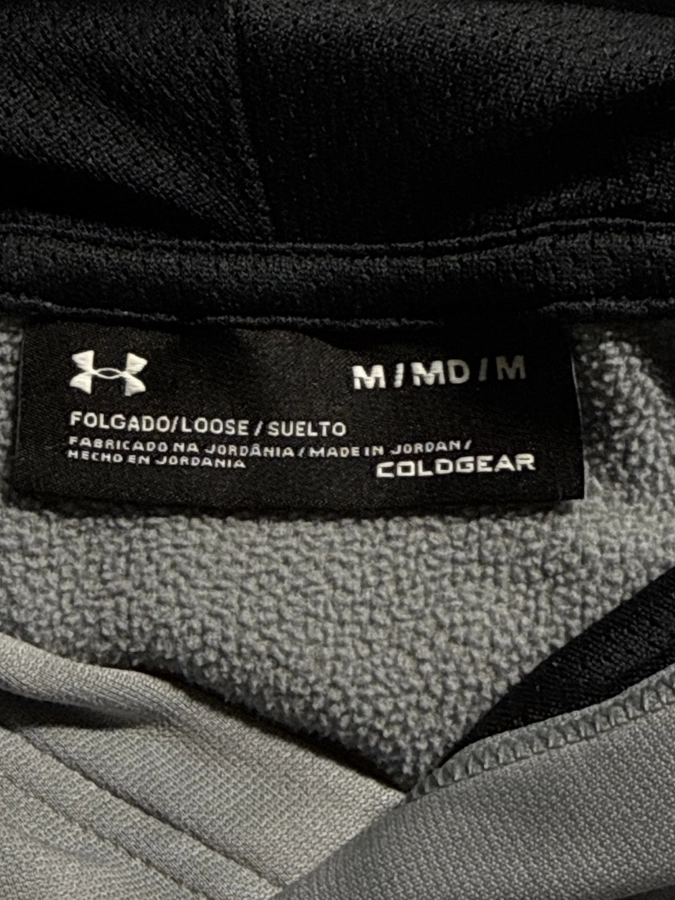 M / MD / M
FOLGADO/LOOSE / SUELTO
FABRICADO NA JORDÂNIA / MADE IN JORDAN /
HECHO EN JORDANIA
COLDGEAR